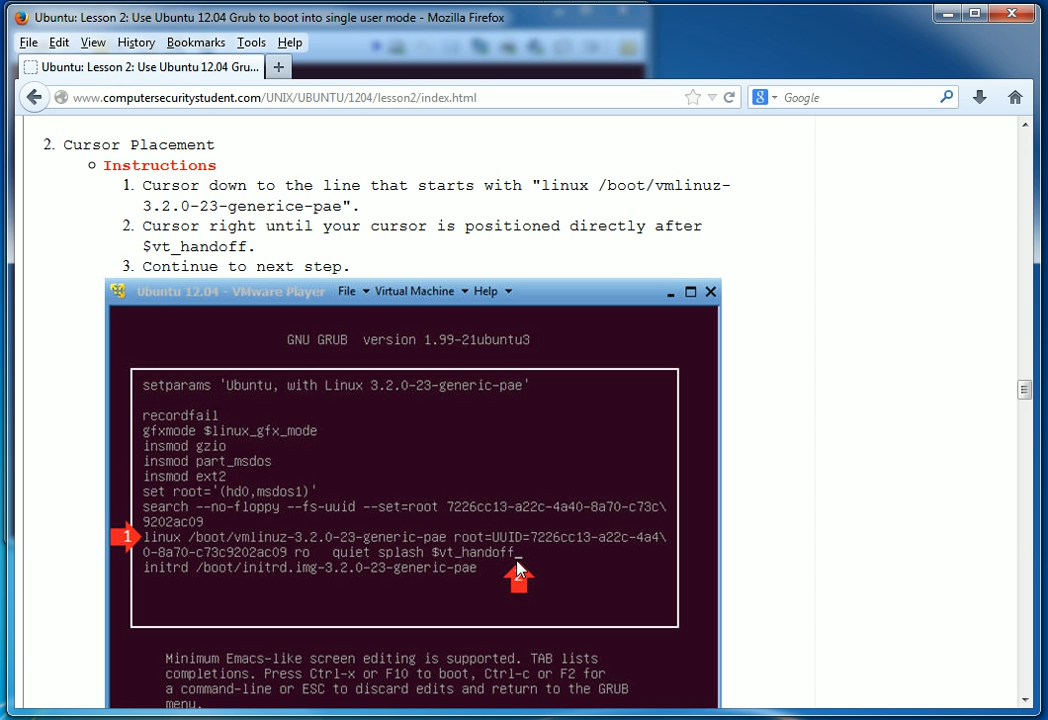 Ubuntu: Lesson 2: Use Ubuntu 12.04 Grub to boot into single user mode - Mozilla Firefox
File Edit View History Bookmarks Tools Help
Ubuntu: Lesson 2: Use Ubuntu 12.04 Gru... +
www.computersecuritystudent.com/UNIX/UBUNTU/1204/lesson2/index.html
8 Google
2. Cursor Placement
Instructions
1. Cursor down to the line that starts with "linux /boot/vmlinuz-
3.2.0-23-generice-pae".
2. Cursor right until your cursor is positioned directly after
$vt_handoff.
3. Continue to next step.
Ubuntu 12.04 - VMware Player File Virtual Machine Help
GNU GRUB version 1.99-21ubuntu3
setparams 'Ubuntu, with Linux 3.2.0-23-generic-pae'
recordfail
gfxmode $linux_gfx_mode
insmod gzio
insmod part_msdos
insmod ext2
set root='(hd0,msdos1)'
search --no-floppy --fs-uuid --set=root 7226cc13-a22c-4a40-8a70-c73c\
9202ac09
1 linux /boot/vmlinuz-3.2.0-23-generic-pae root=UUID=7226cc13-a22c-4a4\
0-8a70-c73c9202ac09 ro quiet splash $vt_handoff_
initrd /boot/initrd.img-3.2.0-23-generic-pae
2
Minimum Emacs-like screen editing is supported. TAB lists
completions. Press Ctrl-x or F10 to boot, Ctrl-c or F2 for
a command-line or ESC to discard edits and return to the GRUB
menu.